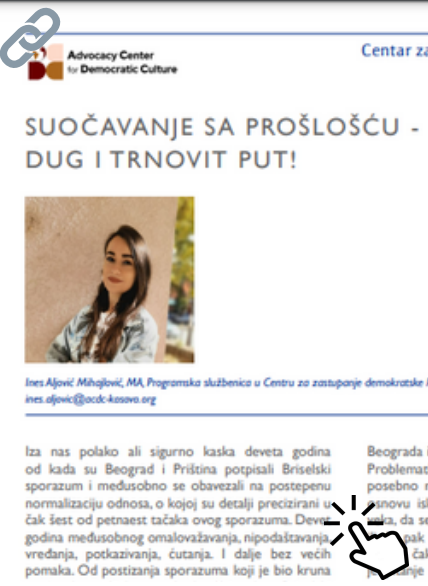 Advocacy Center
for Democratic Culture
Centar za
SUOČAVANJE SA PROŠLOŠĆU -
DUG I TRNOVIT PUT!
Ines Aljović Mihajlović, MA, Programska službenica u Centru za zastupanje demokratske
ines.aljovic@acdc-kosovo.org
Iza nas polako ali sigurno kaska deveta godina
od kada su Beograd i Priština potpisali Briselski
sporazum i međusobno se obavezali na postepenu
normalizaciju odnosa, o kojoj su detalji precizirani u
čak šest od petnaest tačaka ovog sporazuma. Devet
godina međusobnog omalovažavanja, nipodaštavanja,
vređanja, potkazivanja, ćutanja. I dalje bez većih
pomaka. Od postizanja sporazuma koji je bio kruna
Beograda i
Problemat
posebno
osnovu
da se
pak